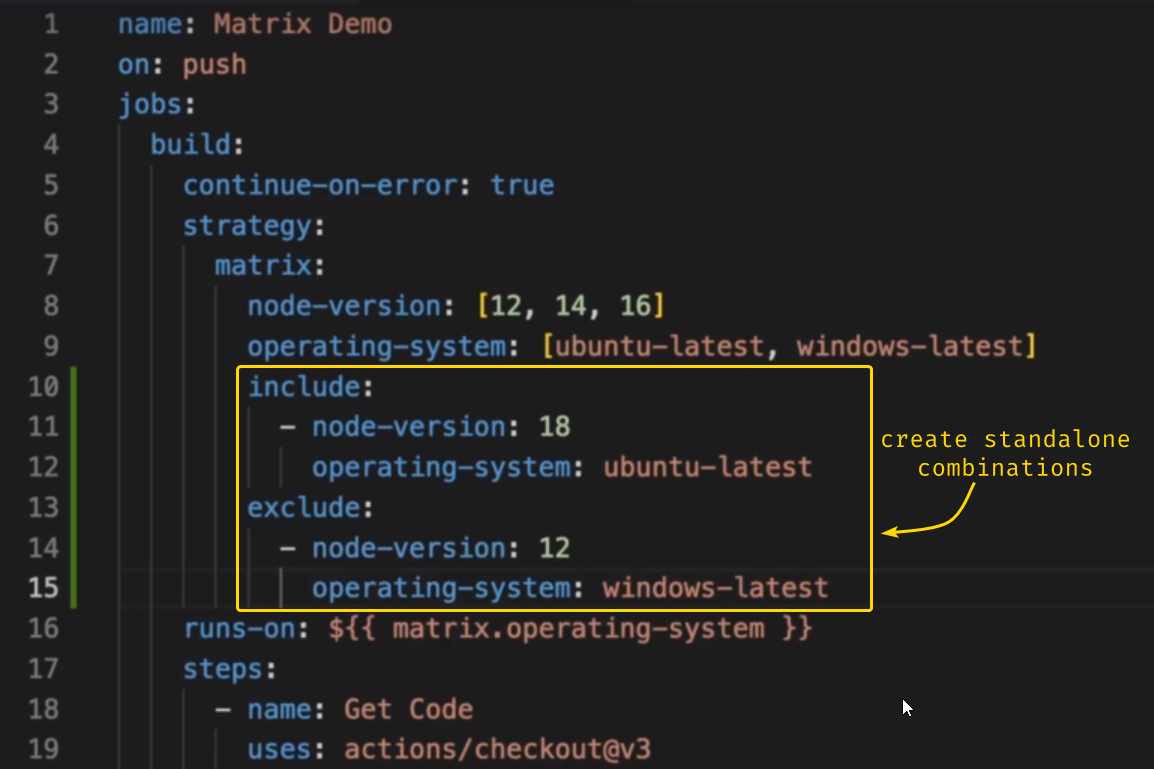 1 name: Matrix Demo
2 on: push
3 jobs:
4 build:
5 continue-on-error: true
6 strategy:
7 matrix:
8 node-version: [12, 14, 16]
9 operating-system: [ubuntu-latest, windows-latest]
10 include:
11 - node-version: 18
12 operating-system: ubuntu-latest
13 exclude:
14 - node-version: 12
15 operating-system: windows-latest
16 runs-on: ${{ matrix.operating-system }}
17 steps:
18 - name: Get Code
19 uses: actions/checkout@v3
create standalone
combinations